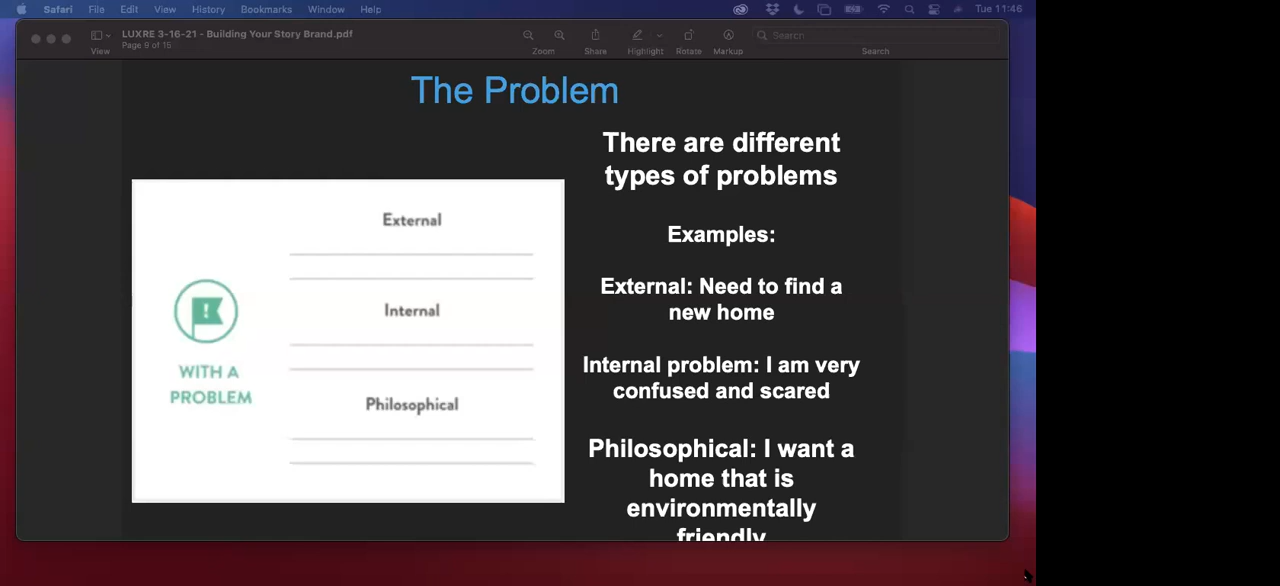 Safari File Edit View History Bookmarks Window Help Tue 11:46
LUXRE 3-16-21 - Building Your Story Brand.pdf
Page 9 of 15
View Zoom Share Highlight Rotate Markup Search
Search
The Problem
There are different
types of problems
Examples:
External: Need to find a
new home
Internal problem: I am very
confused and scared
Philosophical: I want a
home that is
environmentally
friendly
External
Internal
Philosophical
WITH A
PROBLEM